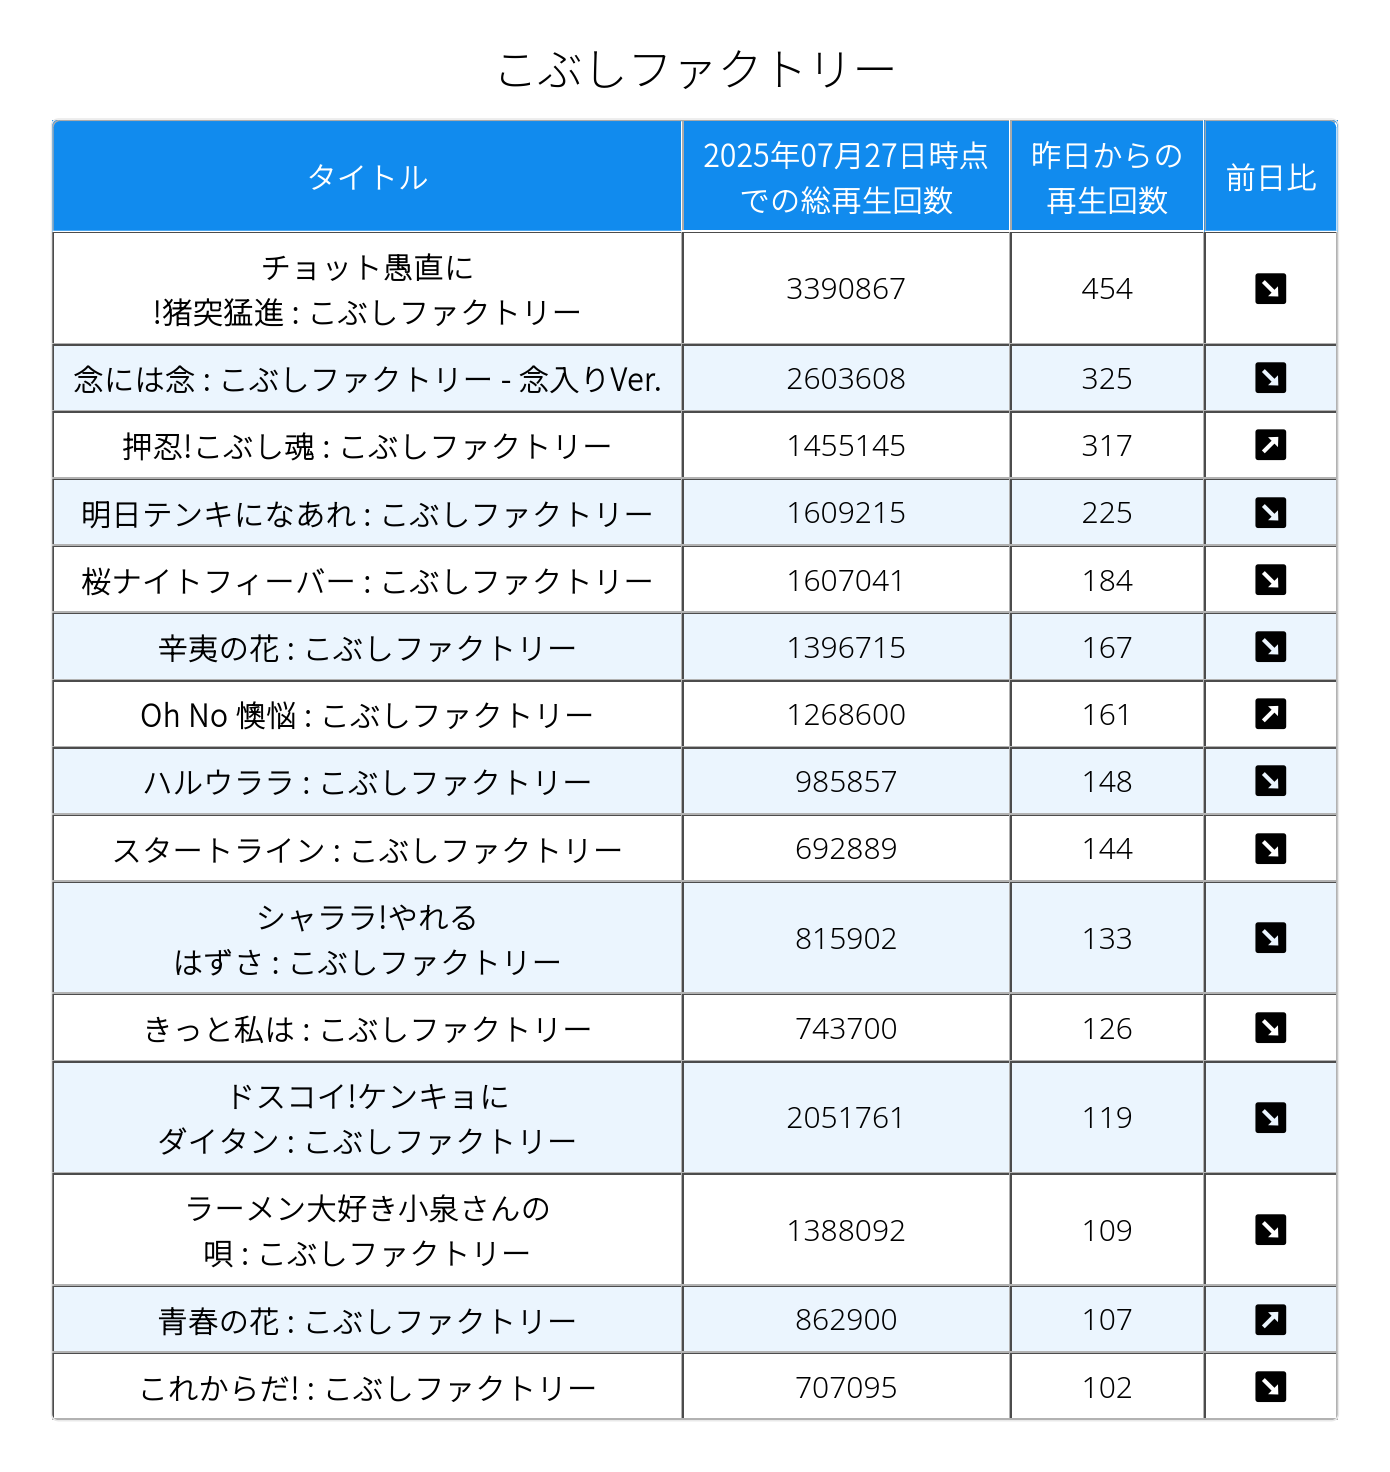 こぶしファクトリー
タイトル
2025年07月27日時点
での総再生回数
昨日からの
再生回数
前日比
チョット愚直に
!猪突猛進 : こぶしファクトリー
3390867
454
念には念 : こぶしファクトリー - 念入りVer.
2603608
325
押忍!こぶし魂 : こぶしファクトリー
1455145
317
明日テンキになあれ : こぶしファクトリー
1609215
225
桜ナイトフィーバー : こぶしファクトリー
1607041
184
辛夷の花 : こぶしファクトリー
1396715
167
Oh No 懊悩 : こぶしファクトリー
1268600
161
ハルウララ : こぶしファクトリー
985857
148
スタートライン : こぶしファクトリー
692889
144
シャララ!やれる
はずさ : こぶしファクトリー
815902
133
きっと私は : こぶしファクトリー
743700
126
ドスコイ!ケンキョに
ダイタン : こぶしファクトリー
2051761
119
ラーメン大好き小泉さんの
唄 : こぶしファクトリー
1388092
109
青春の花 : こぶしファクトリー
862900
107
これからだ! : こぶしファクトリー
707095
102